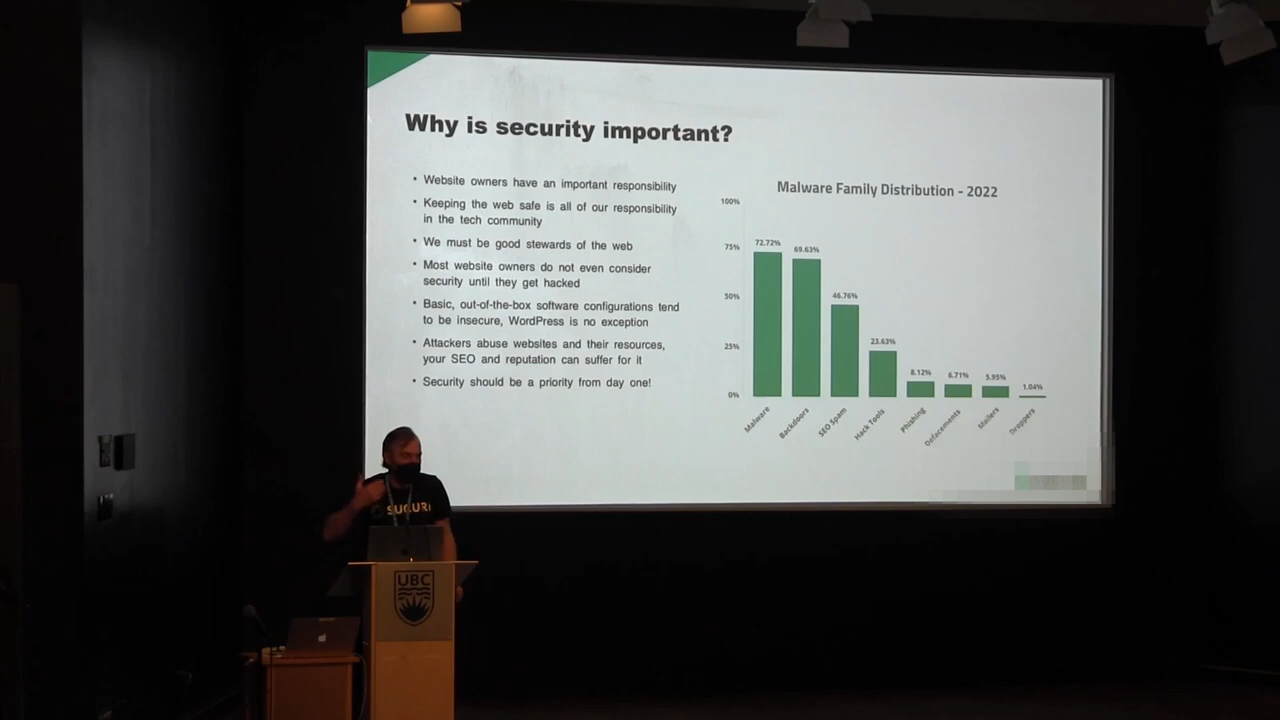 Why is security important?
• Website owners have an important responsibility
• Keeping the web safe is all of our responsibility
in the tech community
• We must be good stewards of the web
• Most website owners do not even consider
security until they get hacked
• Basic, out-of-the-box software configurations tend
to be insecure, WordPress is no exception
• Attackers abuse websites and their resources,
your SEO and reputation can suffer for it
• Security should be a priority from day one!
Malware Family Distribution - 2022
100%
75%
50%
25%
0%
72.72%
69.63%
46.76%
23.63%
8.12%
6.71%
5.95%
1.04%
Malware
Backdoors
SEO Spam
Hack Tools
Phishing
Defacements
Mailers
Droppers
SUCURi
UBC